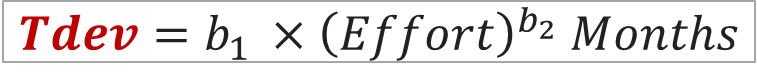 Tdev = b₁ × (Effort)^b₂ Months